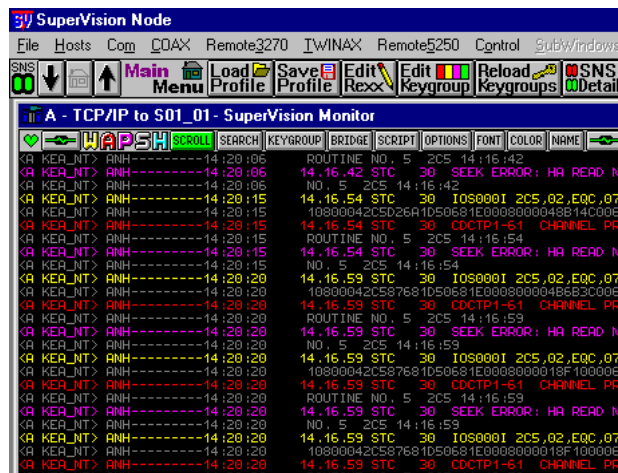 SV SuperVision Node
File Hosts Com COAX Remote3270 TWINAX Remote5250 Control SubWindows
SNS Main Menu Load Profile Save Profile Edit Rexx Edit Keygroup Reload Keygroups SNS Detail
A - TCP/IP to S01_01 - SuperVision Monitor
W A P S H SCROLL SEARCH KEYGROUP BRIDGE SCRIPT OPTIONS FONT COLOR NAME
<A KEA_NT> ANH----------14:20:06 ROUTINE NO. 5 2C5 14:16:42
<A KEA_NT> ANH----------14:20:06 14.16.42 STC 30 SEEK ERROR: HA READ N
<A KEA_NT> ANH----------14:20:06 NO. 5 2C5 14:16:42
<A KEA_NT> ANH----------14:20:15 14.16.54 STC 30 IOS000I 2C5,02,EQC,07
<A KEA_NT> ANH----------14:20:15 10800042C5D26A1D50681E0008000048B14C006
<A KEA_NT> ANH----------14:20:15 14.16.54 STC 30 CDCTP1-61 CHANNEL PR
<A KEA_NT> ANH----------14:20:15 ROUTINE NO. 5 2C5 14:16:54
<A KEA_NT> ANH----------14:20:15 14.16.54 STC 30 SEEK ERROR: HA READ N
<A KEA_NT> ANH----------14:20:15 NO. 5 2C5 14:16:54
<A KEA_NT> ANH----------14:20:20 14.16.59 STC 30 IOS000I 2C5,02,EQC,07
<A KEA_NT> ANH----------14:20:20 10800042C587681D50681E000800004B6B3C006
<A KEA_NT> ANH----------14:20:20 14.16.59 STC 30 CDCTP1-61 CHANNEL PR
<A KEA_NT> ANH----------14:20:20 ROUTINE NO. 5 2C5 14:16:59
<A KEA_NT> ANH----------14:20:20 14.16.59 STC 30 SEEK ERROR: HA READ N
<A KEA_NT> ANH----------14:20:20 NO. 5 2C5 14:16:59
<A KEA_NT> ANH----------14:20:20 14.16.59 STC 30 IOS000I 2C5,02,EQC,07
<A KEA_NT> ANH----------14:20:20 10800042C587681D50681E0008000018F100006
<A KEA_NT> ANH----------14:20:20 14.16.59 STC 30 CDCTP1-61 CHANNEL PR
<A KEA_NT> ANH----------14:20:20 ROUTINE NO. 5 2C5 14:16:59
<A KEA_NT> ANH----------14:20:20 14.16.59 STC 30 SEEK ERROR: HA READ N
<A KEA_NT> ANH----------14:20:20 NO. 5 2C5 14:16:59
<A KEA_NT> ANH----------14:20:20 14.16.59 STC 30 IOS000I 2C5,02,EQC,07
<A KEA_NT> ANH----------14:20:20 10800042C587681D50681E0008000018F100006
<A KEA_NT> ANH----------14:20:20 14.16.59 STC 30 CDCTP1-61 CHANNEL PR